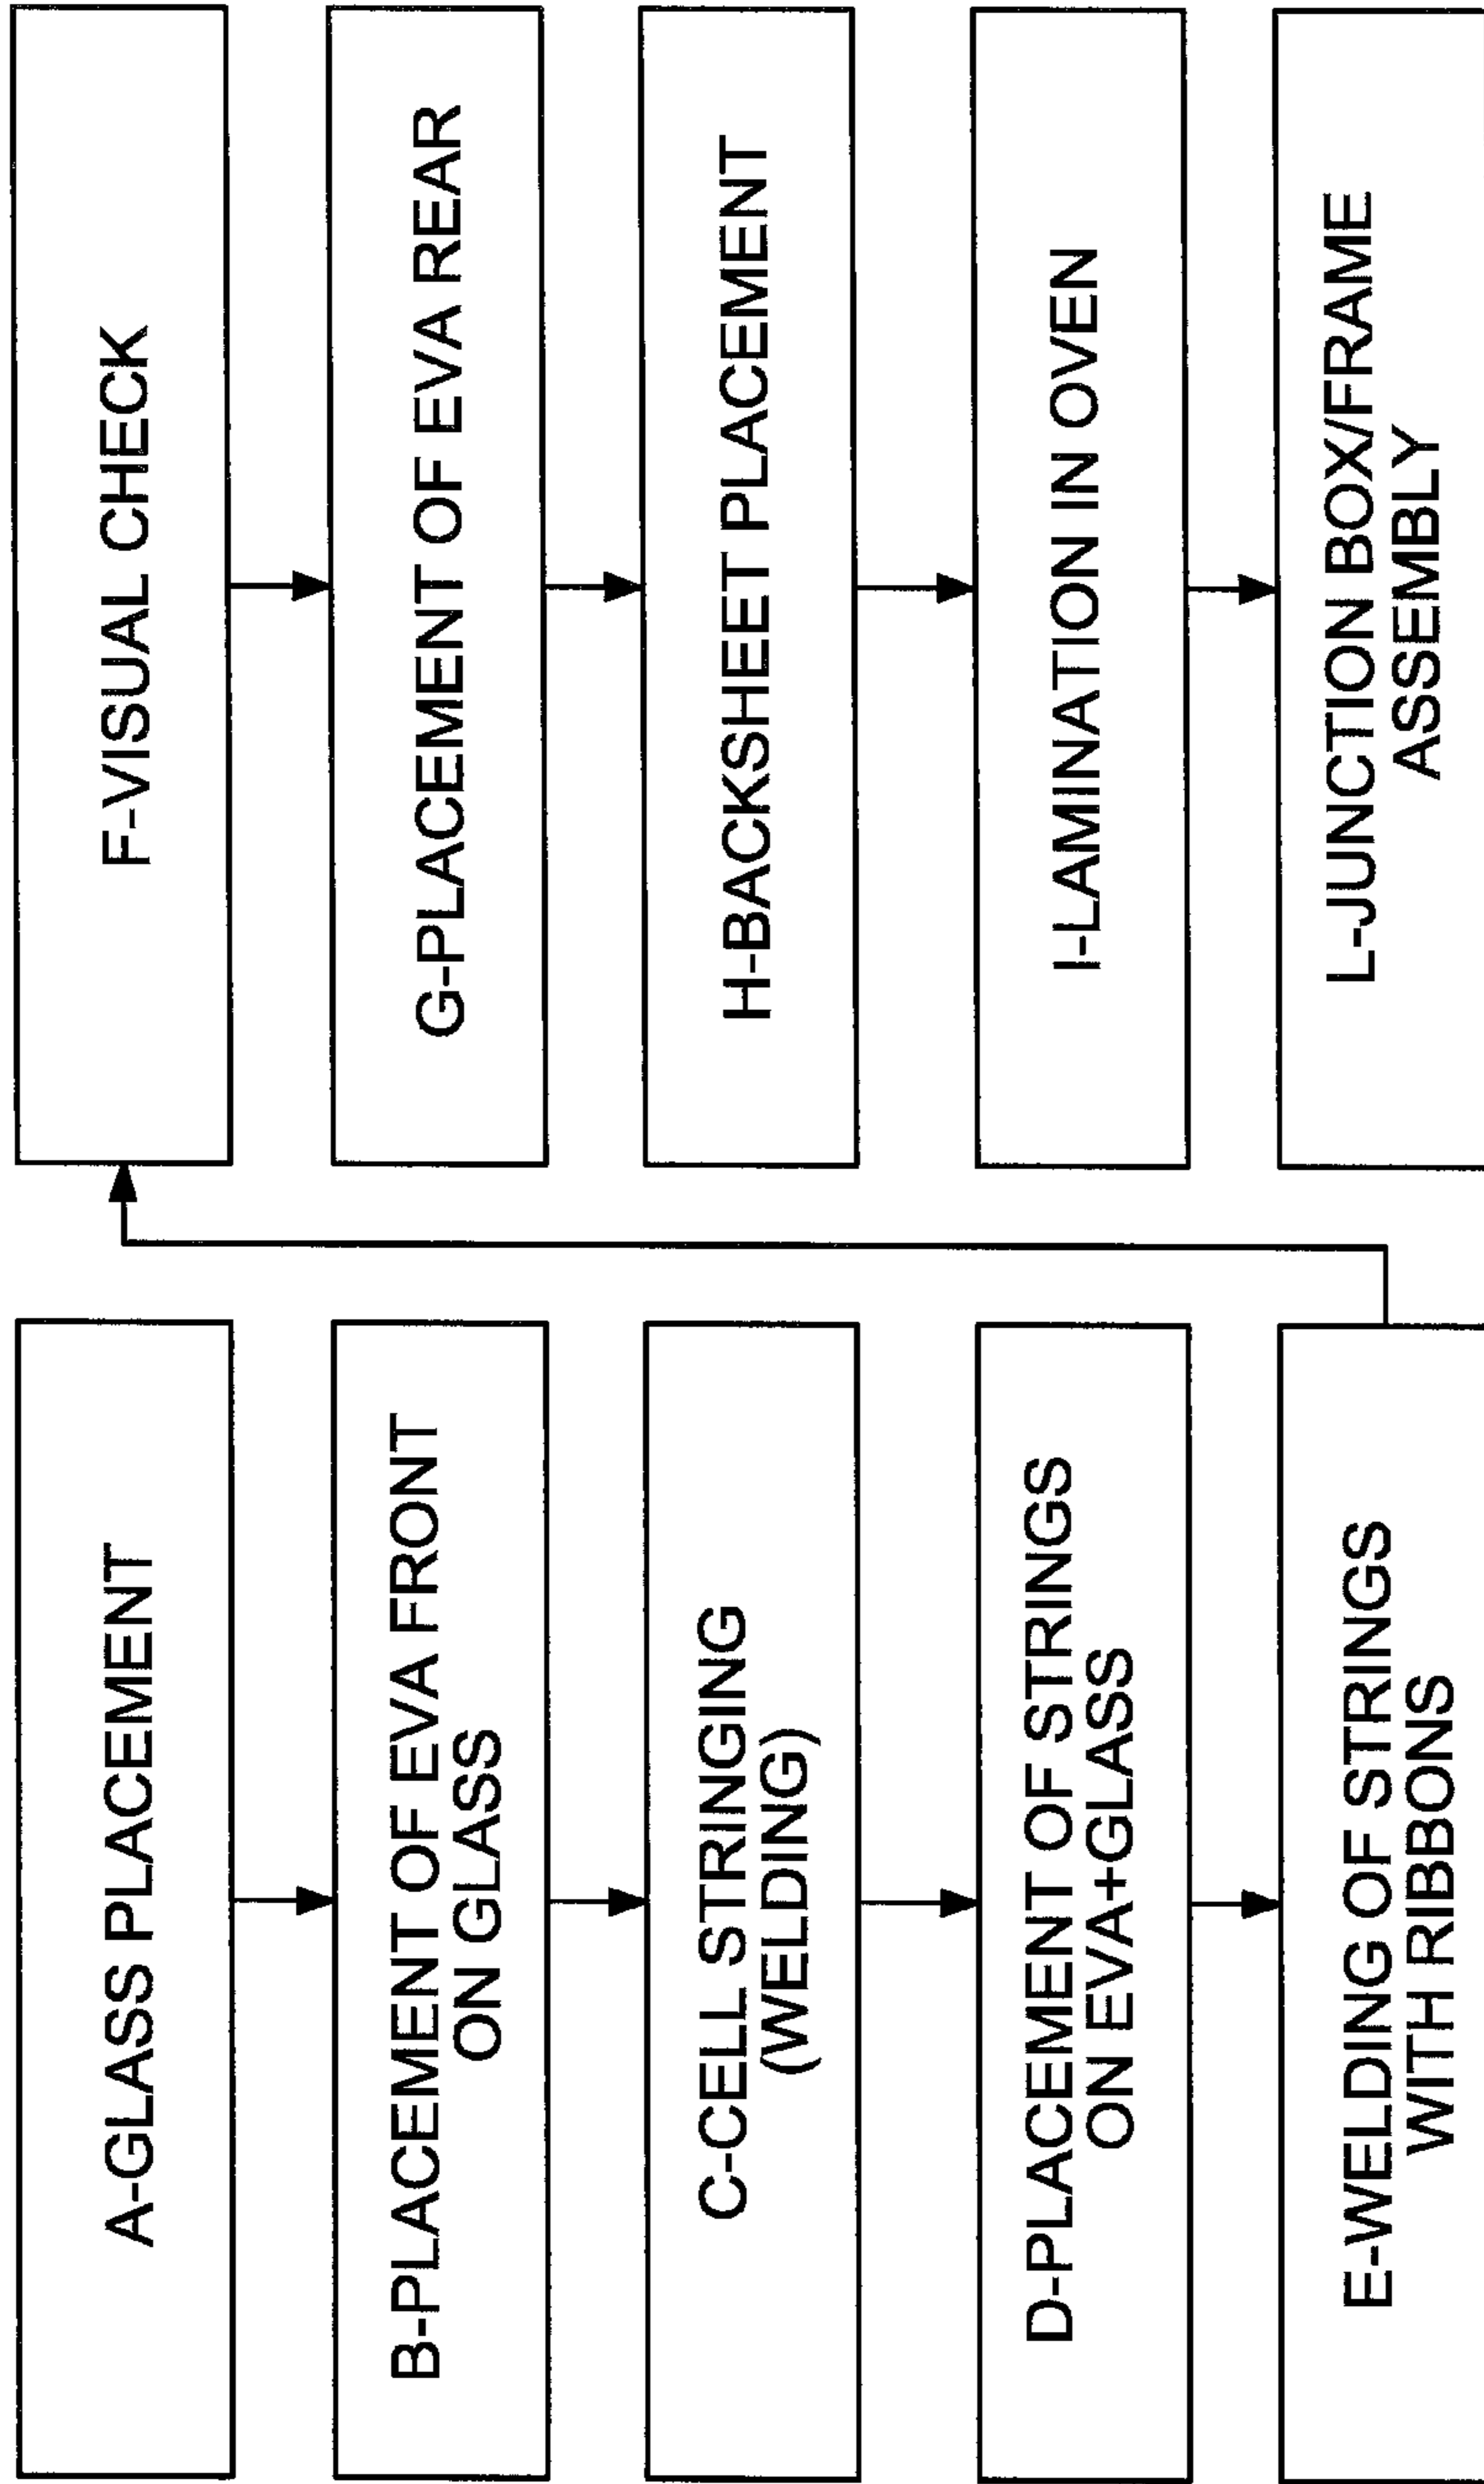 A-GLASS PLACEMENT
B-PLACEMENT OF EVA FRONT
ON GLASS
C-CELL STRINGING
(WELDING)
D-PLACEMENT OF STRINGS
ON EVA+GLASS
E-WELDING OF STRINGS
WITH RIBBONS
F-VISUAL CHECK
G-PLACEMENT OF EVA REAR
H-BACKSHEET PLACEMENT
I-LAMINATION IN OVEN
L-JUNCTION BOX/FRAME
ASSEMBLY